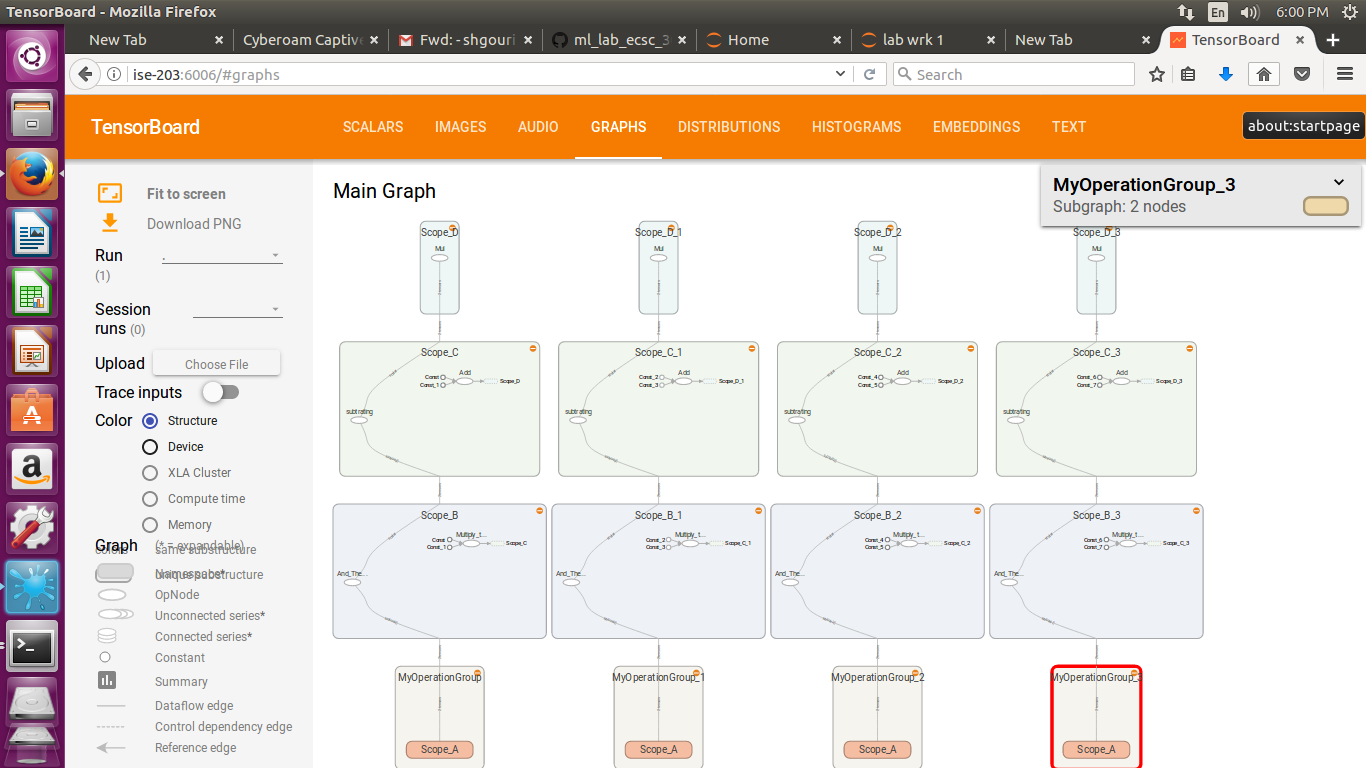 TensorBoard - Mozilla Firefox
En
6:00 PM
New Tab
Cyberoam Captive
Fwd: - shgouri
ml_lab_ecsc_3
Home
lab wrk 1
New Tab
TensorBoard
ise-203:6006/#graphs
Search
TensorBoard
SCALARS
IMAGES
AUDIO
GRAPHS
DISTRIBUTIONS
HISTOGRAMS
EMBEDDINGS
TEXT
about:startpage
Fit to screen
Download PNG
Run
(1)
.
Session
runs (0)
Upload
Choose File
Trace inputs
Color
Structure
Device
XLA Cluster
Compute time
Memory
Graph
(* = expandable)
colors
same substructure
Namespace*
unique substructure
OpNode
Unconnected series*
Connected series*
Constant
Summary
Dataflow edge
Control dependency edge
Reference edge
Main Graph
MyOperationGroup_3
Subgraph: 2 nodes
Scope_D
Scope_D_1
Scope_D_2
Scope_D_3
Mul
Mul
Mul
Mul
Scope_C
Scope_C_1
Scope_C_2
Scope_C_3
Add
Const
Const_1
Scope_D
subtrating
Add
Const_2
Const_3
Scope_D_1
subtrating
Add
Const_4
Const_5
Scope_D_2
subtrating
Add
Const_6
Const_7
Scope_D_3
subtrating
Scope_B
Scope_B_1
Scope_B_2
Scope_B_3
Multiply_t...
Const
Const_1
Scope_C
And_The...
Multiply_t...
Const_2
Const_3
Scope_C_1
And_The...
Multiply_t...
Const_4
Const_5
Scope_C_2
And_The...
Multiply_t...
Const_6
Const_7
Scope_C_3
And_The...
MyOperationGroup
MyOperationGroup_1
MyOperationGroup_2
MyOperationGroup_3
Scope_A
Scope_A
Scope_A
Scope_A